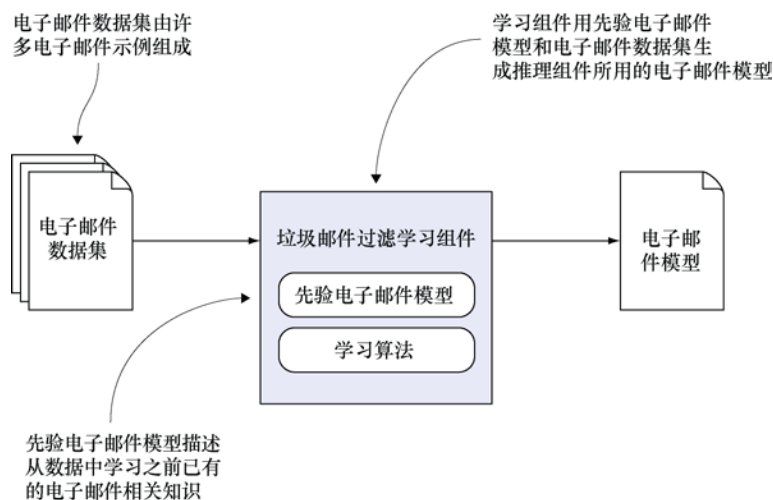 电子邮件数据集由许
多电子邮件示例组成
学习组件用先验电子邮件
模型和电子邮件数据集生
成推理组件所用的电子邮件模型
电子邮件
数据集
垃圾邮件过滤学习组件
先验电子邮件模型
学习算法
电子邮
件模型
先验电子邮件模型描述
从数据中学习之前已有
的电子邮件相关知识